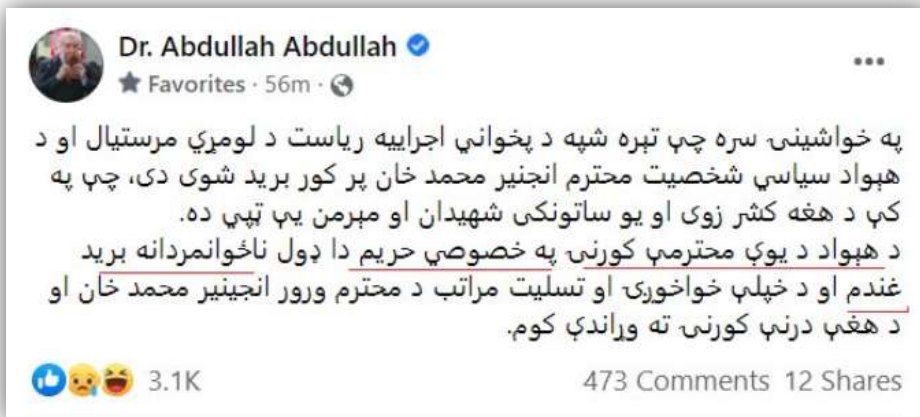 Dr. Abdullah Abdullah
Favorites · 56m ·
په خواشینۍ سره چې تېره شپه د پخواني اجراییه ریاست د لومړي مرستیال او د
هېواد سیاسي شخصیت محترم انجنیر محمد خان پر کور برید شوی دی، چې په
کې د هغه کشر زوی او یو ساتونکی شهیدان او مېرمن یې ټپي ده.
د هېواد د یوې محترمې کورنۍ په خصوصي حریم دا ډول ناځوانمردانه برید
غندم او د خپلې خواخوږۍ او تسلیت مراتب د محترم ورور انجینیر محمد خان او
د هغې درنې کورنۍ ته وړاندې کوم.
3.1K 473 Comments 12 Shares